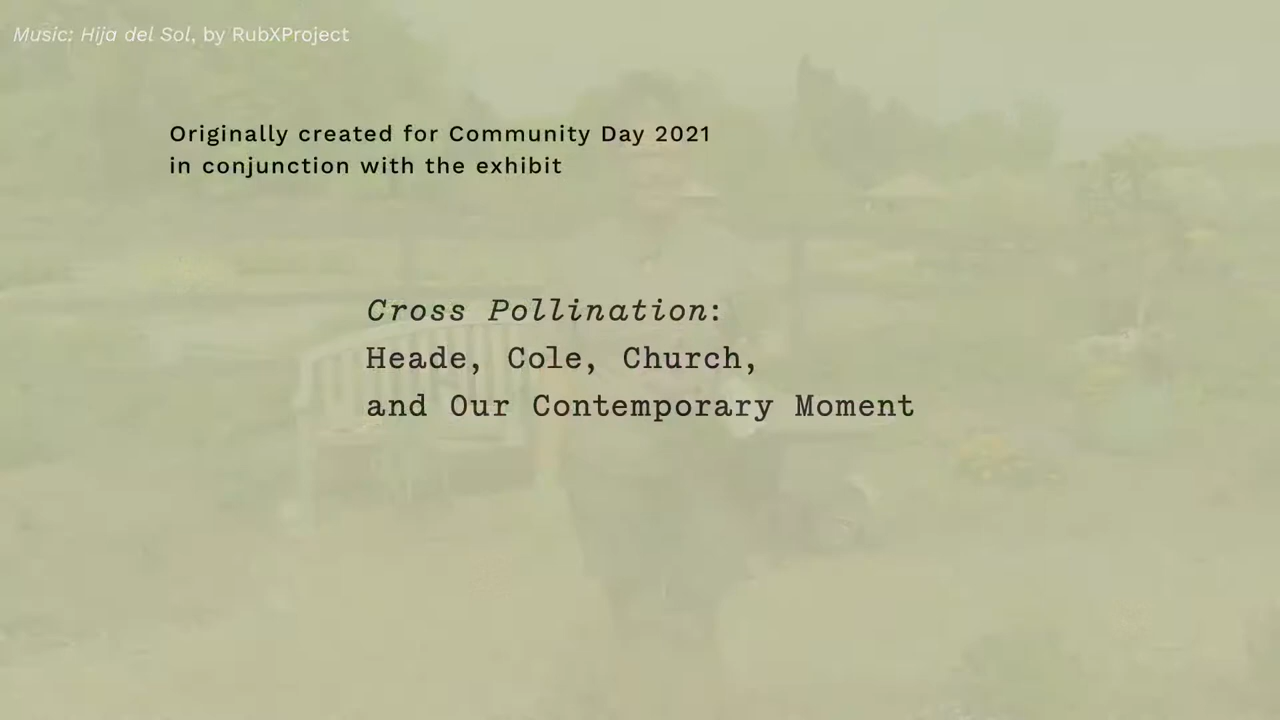 Music: Hija del Sol, by RubXProject
Originally created for Community Day 2021
in conjunction with the exhibit
Cross Pollination:
Heade, Cole, Church,
and Our Contemporary Moment